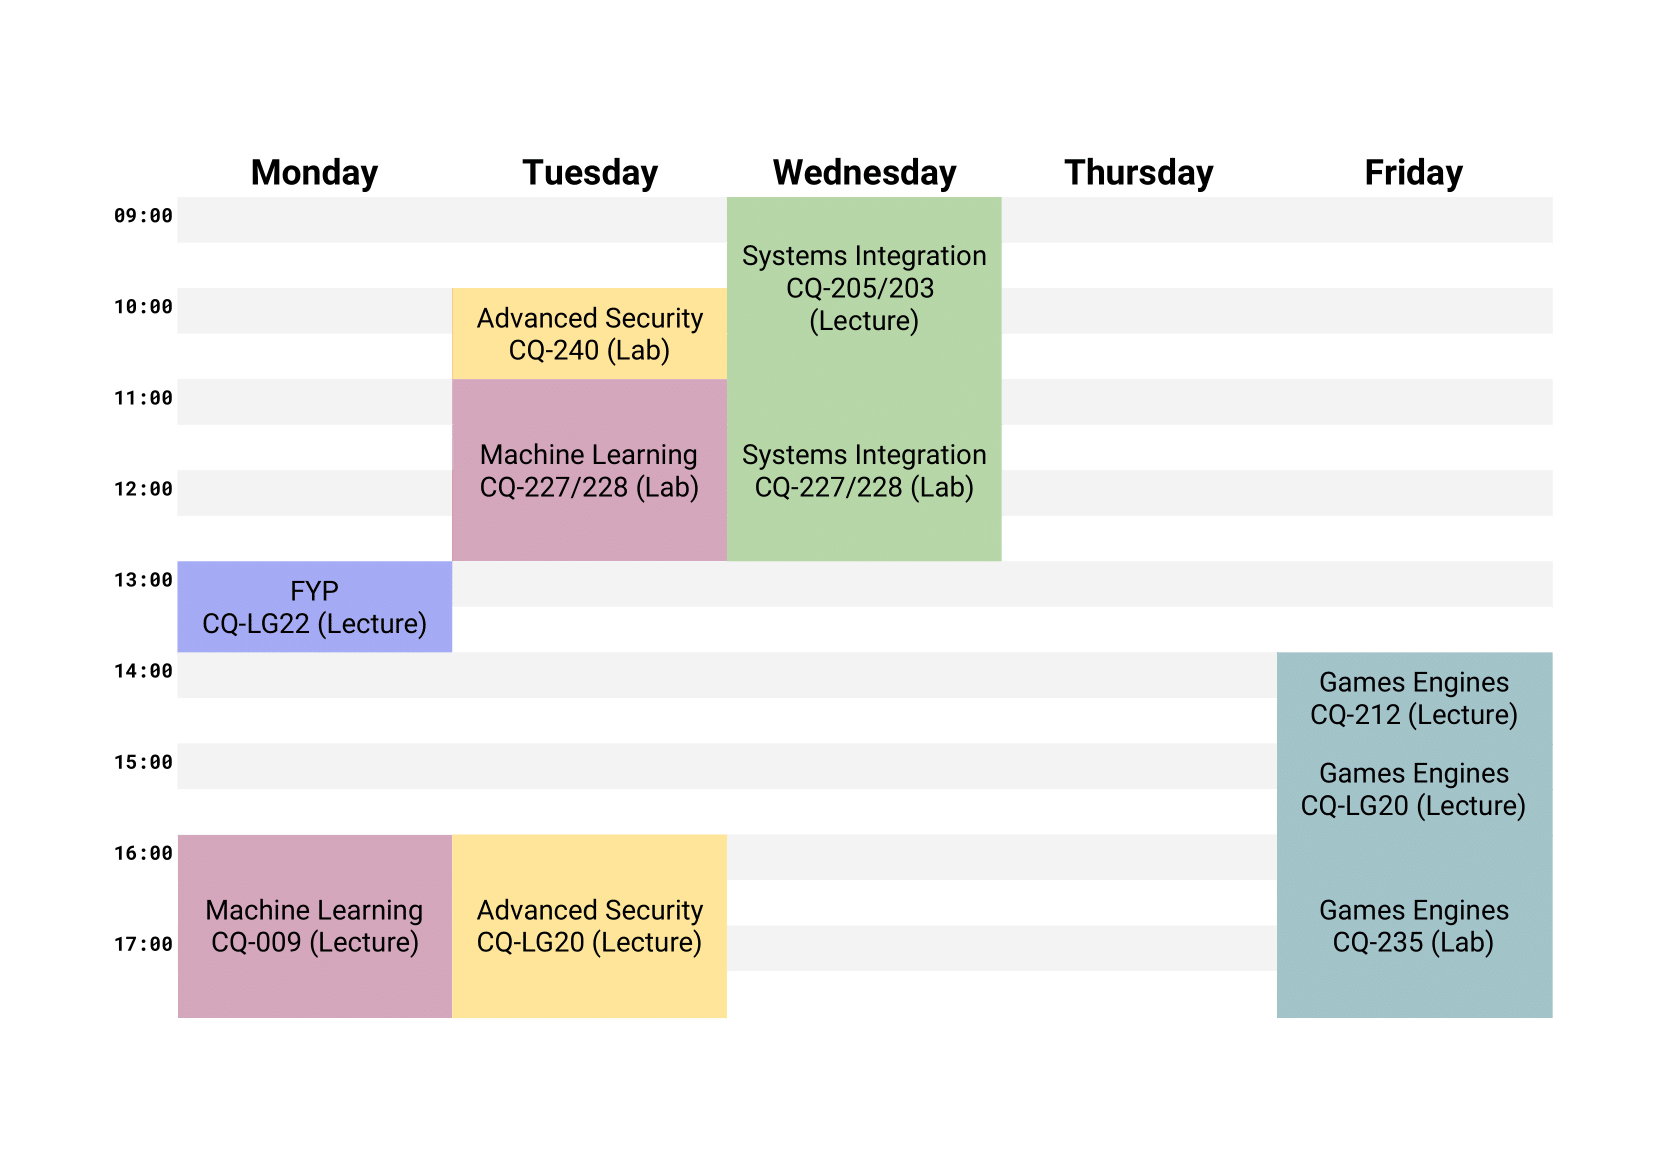 Monday Tuesday Wednesday Thursday Friday
09:00
Systems Integration
CQ-205/203
(Lecture)
10:00
Advanced Security
CQ-240 (Lab)
11:00
Machine Learning
CQ-227/228 (Lab)
Systems Integration
CQ-227/228 (Lab)
12:00
13:00
FYP
CQ-LG22 (Lecture)
14:00
Games Engines
CQ-212 (Lecture)
15:00
Games Engines
CQ-LG20 (Lecture)
16:00
Machine Learning
CQ-009 (Lecture)
Advanced Security
CQ-LG20 (Lecture)
Games Engines
CQ-235 (Lab)
17:00